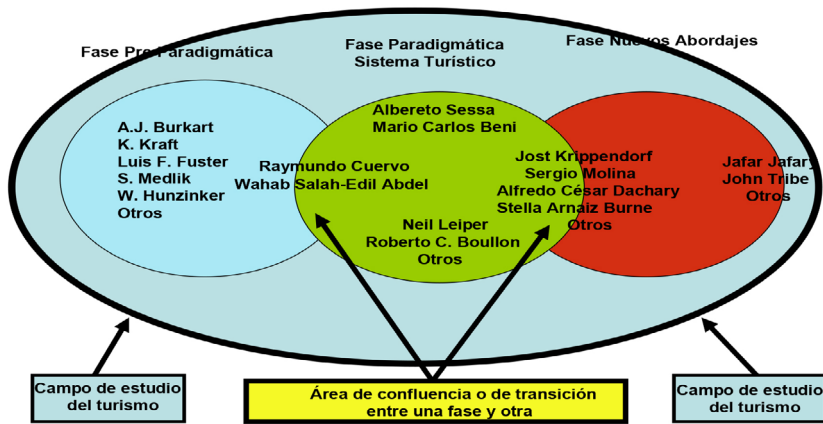 Fase Pre Paradigmática
Fase Paradigmática
Sistema Turístico
Fase Nuevos Abordajes
A.J. Burkart
K. Kraft
Luis F. Fuster
S. Medlik
W. Hunzinker
Otros
Raymundo Cuervo
Wahab Salah-Edil Abdel
Albereto Sessa
Mario Carlos Beni
Neil Leiper
Roberto C. Boullon
Otros
Jost Krippendorf
Sergio Molina
Alfredo César Dachary
Stella Arnaiz Burne
Otros
Jafar Jafary
John Tribe
Otros
Campo de estudio
del turismo
Área de confluencia o de transición
entre una fase y otra
Campo de estudio
del turismo